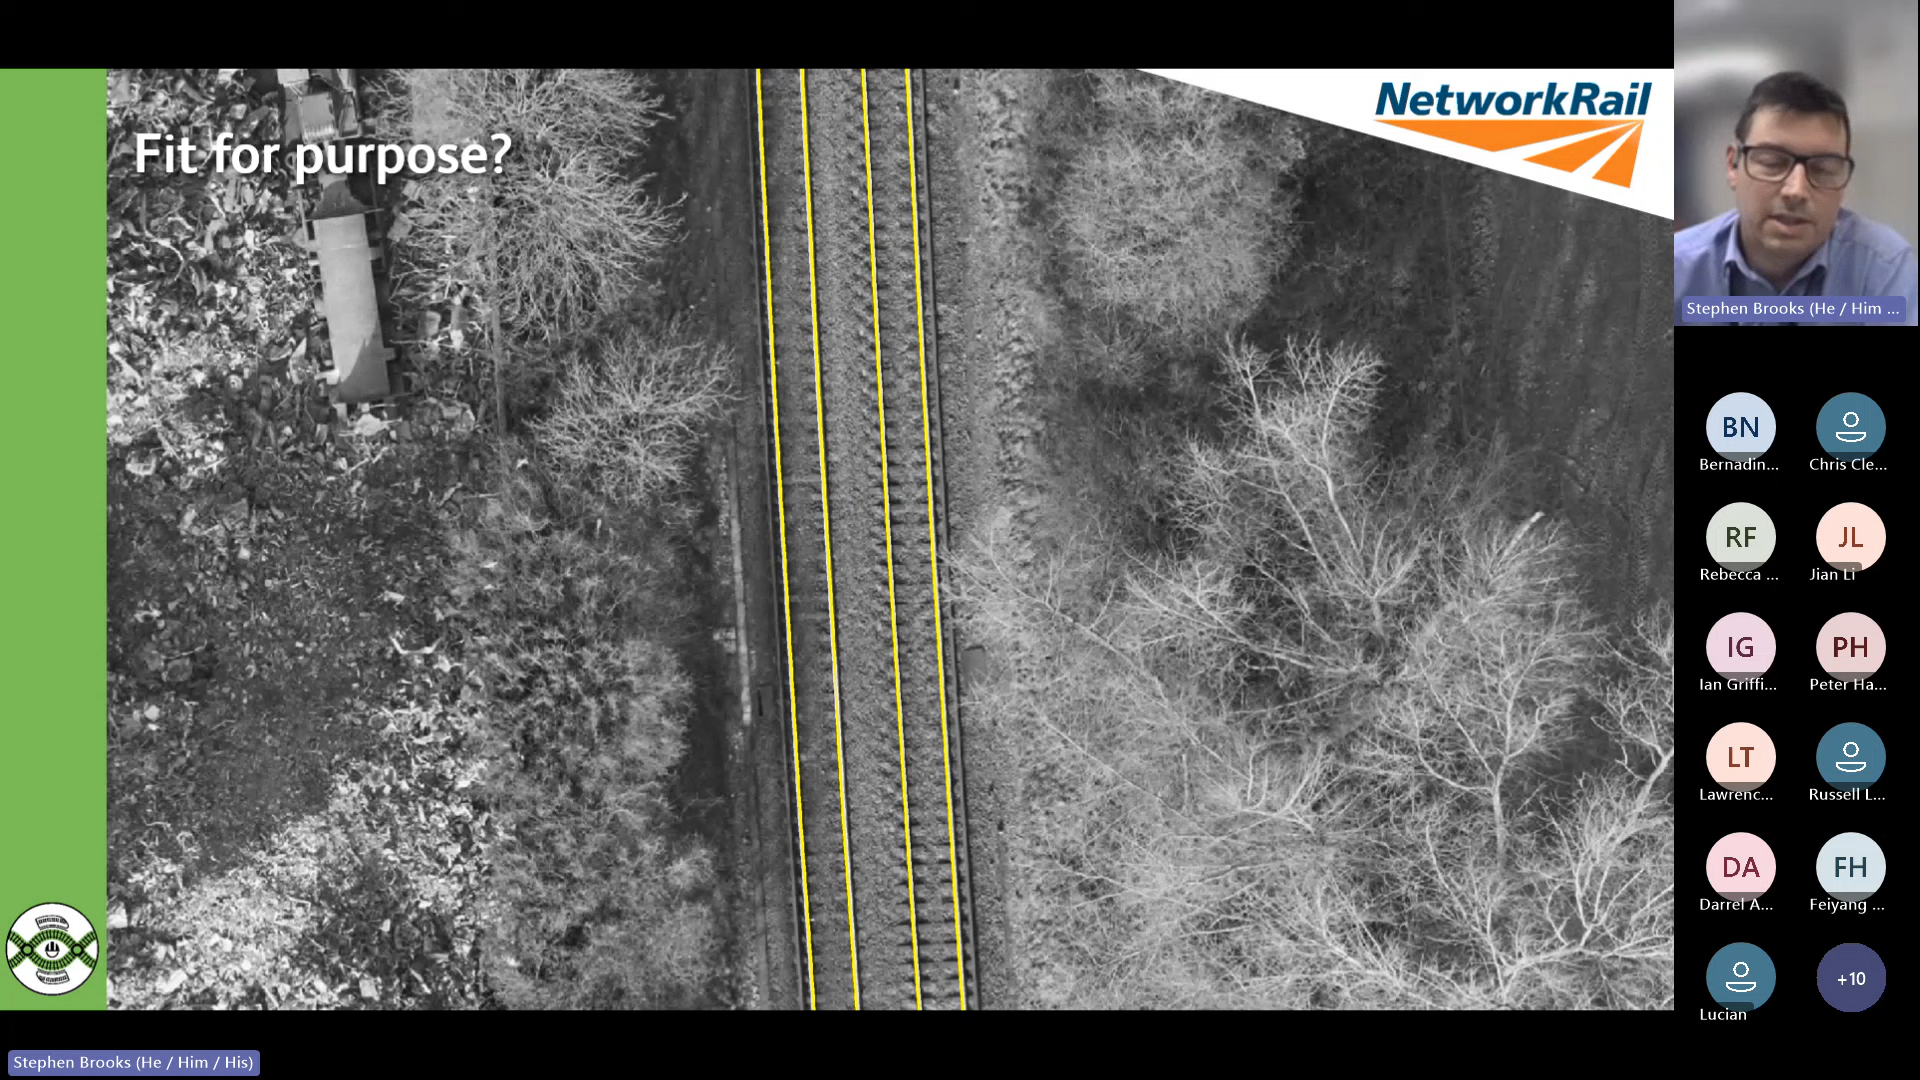 Fit for purpose?
NetworkRail
Stephen Brooks (He / Him ...
BN
Bernadin...
Chris Cle...
RF
Rebecca ...
JL
Jian Li
IG
Ian Griffi...
PH
Peter Ha...
LT
Lawrenc...
Russell L...
DA
Darrel A...
FH
Feiyang ...
Lucian
+10
Stephen Brooks (He / Him / His)